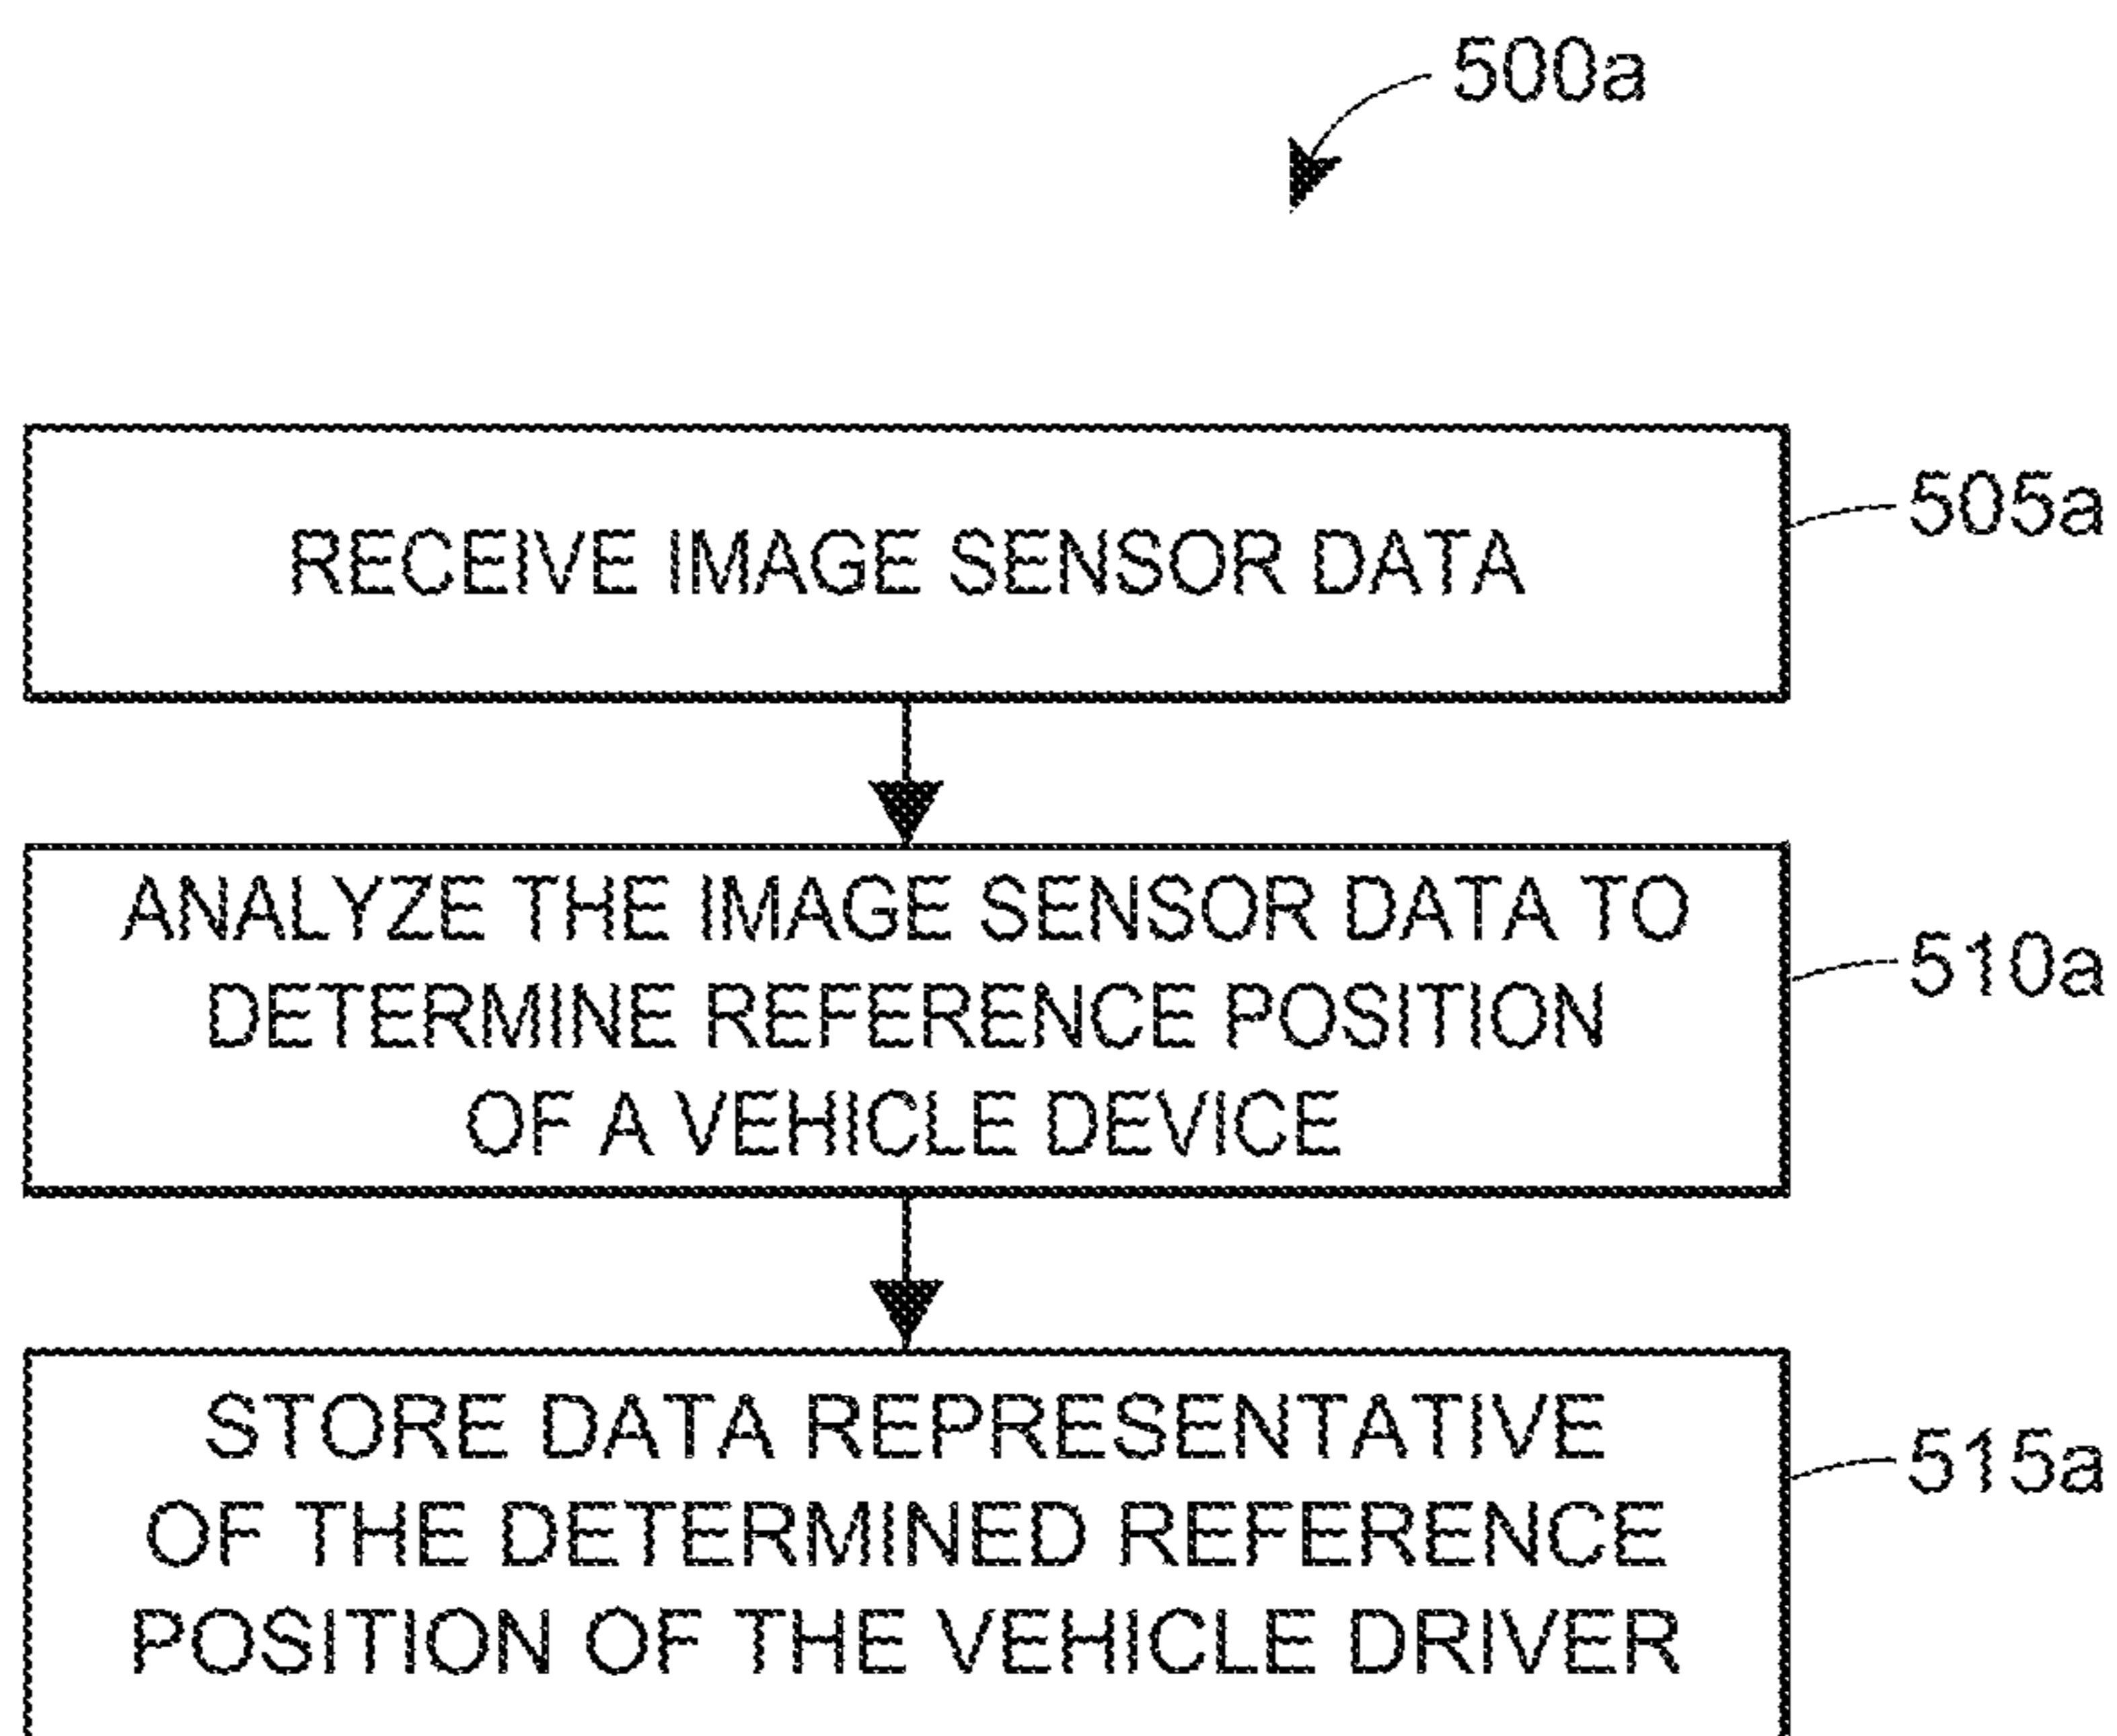 500a
RECEIVE IMAGE SENSOR DATA
505a
ANALYZE THE IMAGE SENSOR DATA TO
DETERMINE REFERENCE POSITION
OF A VEHICLE DEVICE
510a
STORE DATA REPRESENTATIVE
OF THE DETERMINED REFERENCE
POSITION OF THE VEHICLE DRIVER
515a